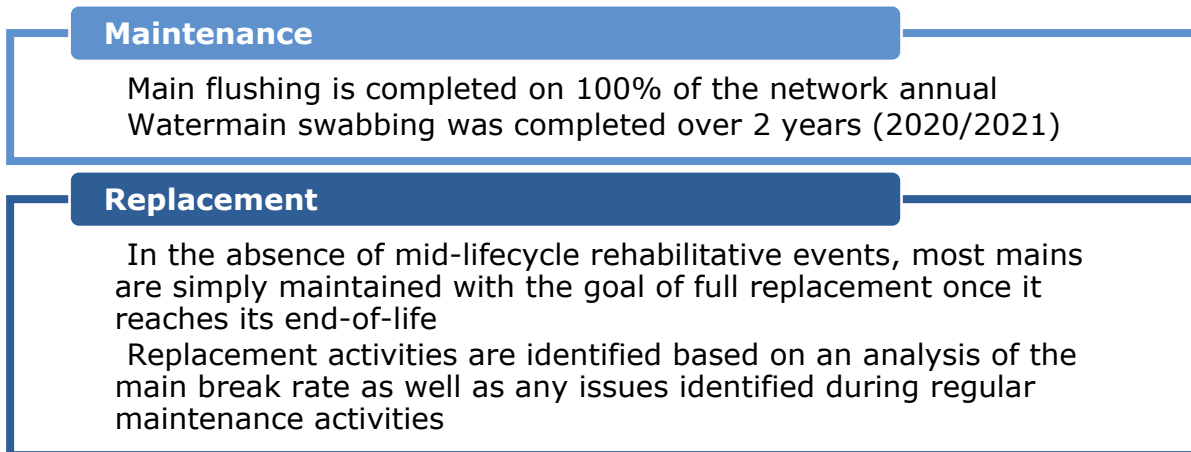 Maintenance
Main flushing is completed on 100% of the network annual
Watermain swabbing was completed over 2 years (2020/2021)
Replacement
In the absence of mid-lifecycle rehabilitative events, most mains
are simply maintained with the goal of full replacement once it
reaches its end-of-life
Replacement activities are identified based on an analysis of the
main break rate as well as any issues identified during regular
maintenance activities